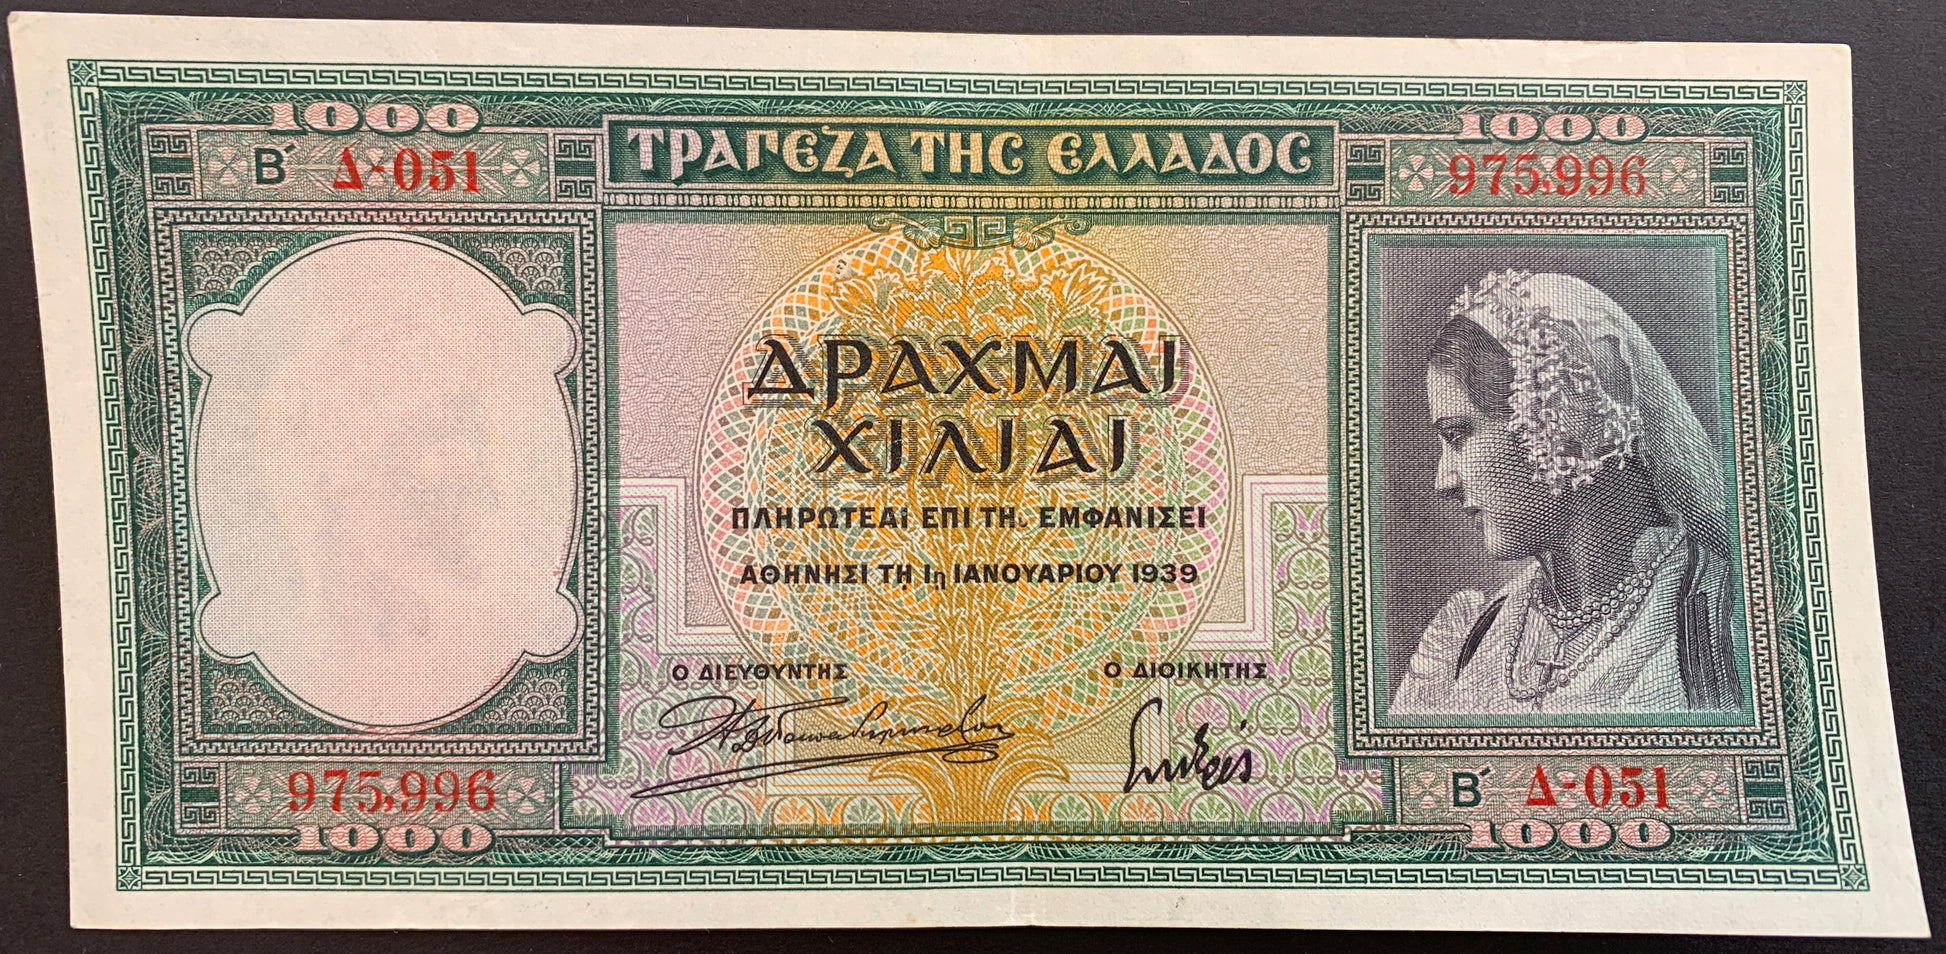 1000
1000
Β΄ Δ-051
ΤΡΑΠΕΖΑ ΤΗϹ ΕΛΛΑΔΟϹ
975,996
ΔΡΑΧΜΑΙ
ΧΙΛΙΑΙ
ΠΛΗΡΩΤΕΑΙ ΕΠΙ ΤΗ, ΕΜΦΑΝΙΣΕΙ
ΑΘΗΝΗΣΙ ΤΗ 1η ΙΑΝΟΥΑΡΙΟΥ 1939
Ο ΔΙΕΥΘΥΝΤΗΣ
Ο ΔΙΟΙΚΗΤΗΣ
975,996
Β΄ Δ-051
1000
1000